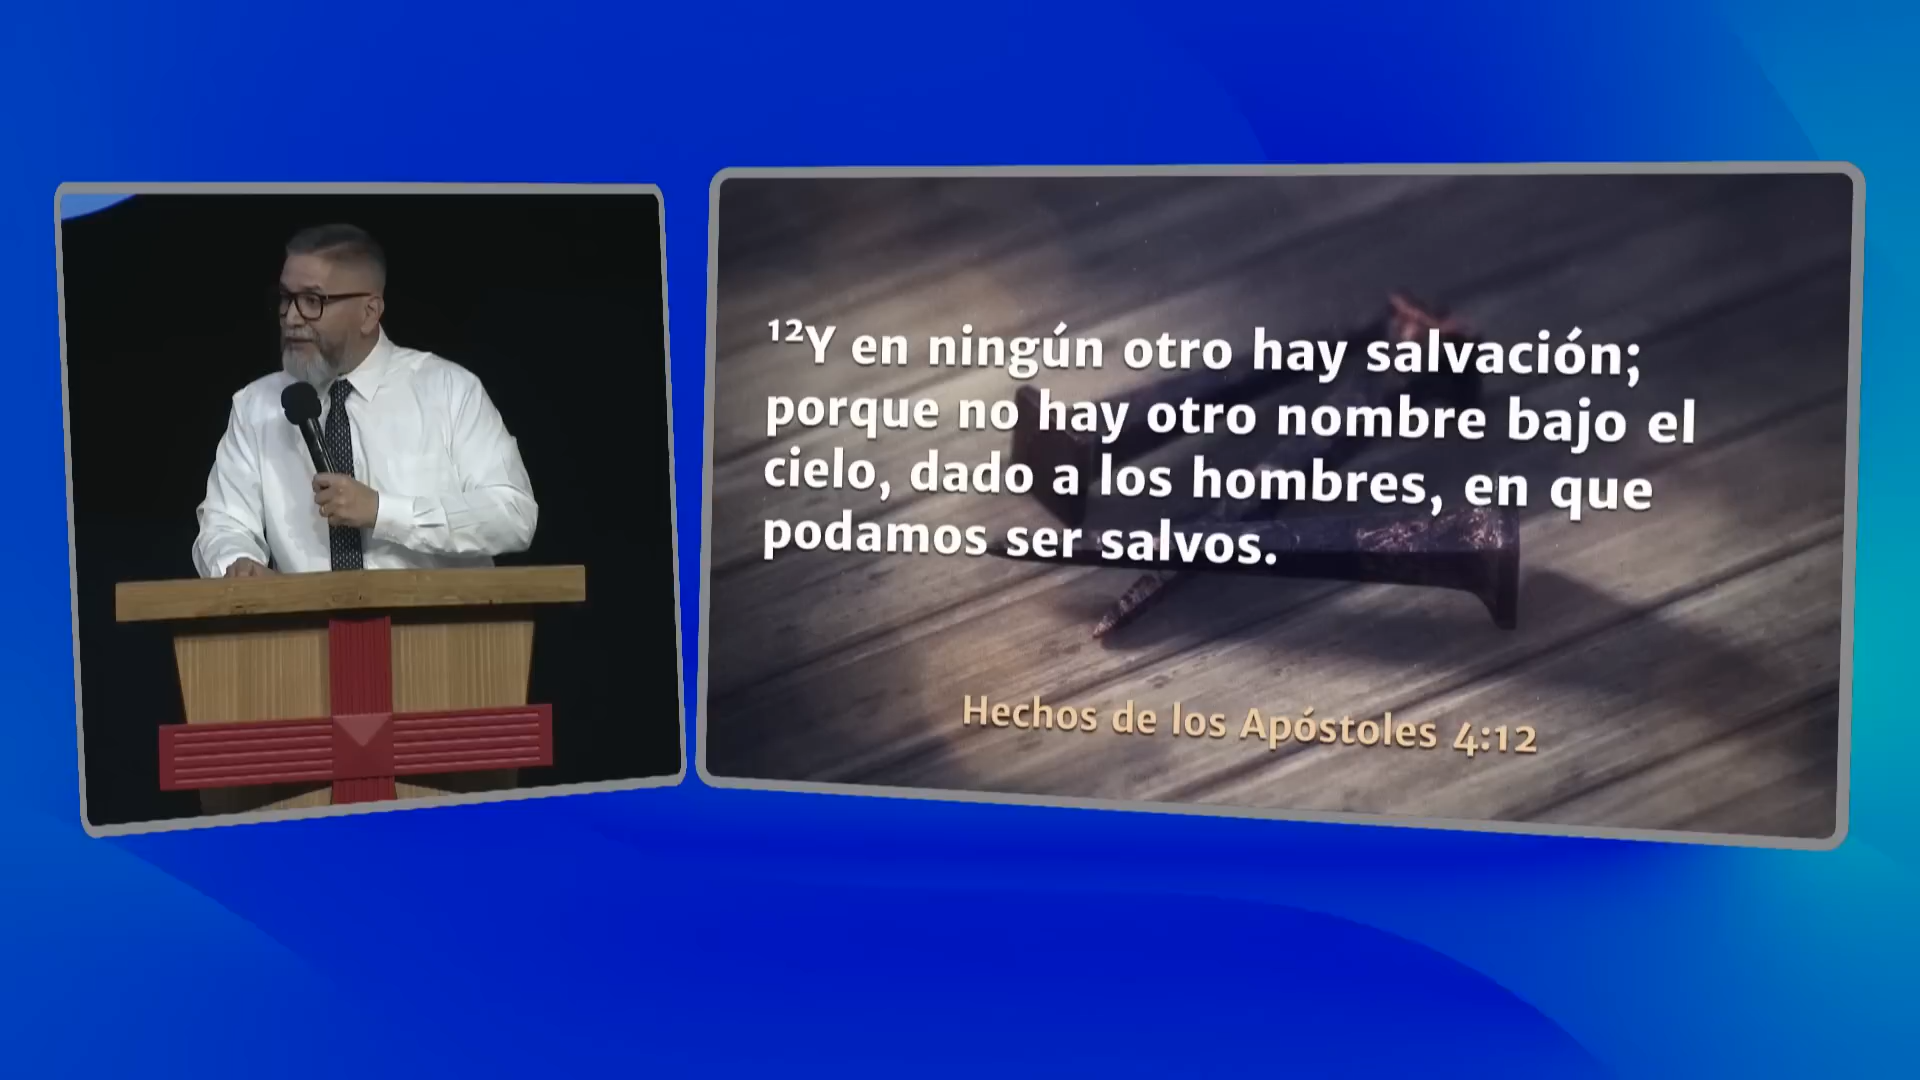 ¹²Y en ningún otro hay salvación;
porque no hay otro nombre bajo el
cielo, dado a los hombres, en que
podamos ser salvos.
Hechos de los Apóstoles 4:12